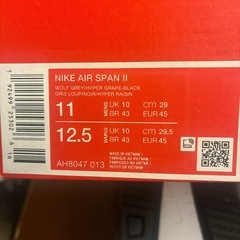 NIKE AIR SPAN II
WOLF GREY/HYPER GRAPE-BLACK
GRIS LOUP/NOIR/HYPER RAISIN
11 MENS UK 10 CM 29
BR 43 EUR 45
12.5 WMNS UK 10 CM 29.5
BR 43 EUR 45
AH8047 013
MADE IN VIETNAM
FABRIQUÉ AU VIETNAM
HECHO EN VIETNAM